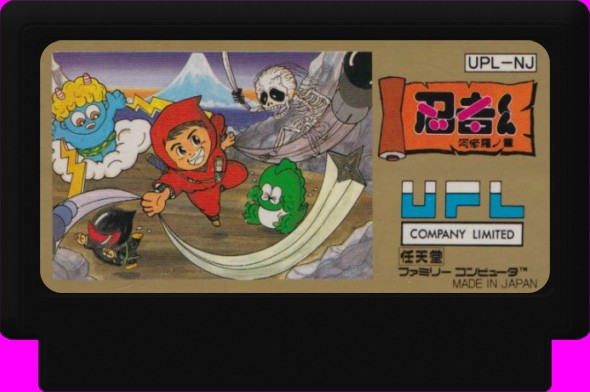 UPL-NJ
忍者くん
阿修羅ノ章
UPL
COMPANY LIMITED
任天堂
ファミリー コンピュータ™
MADE IN JAPAN